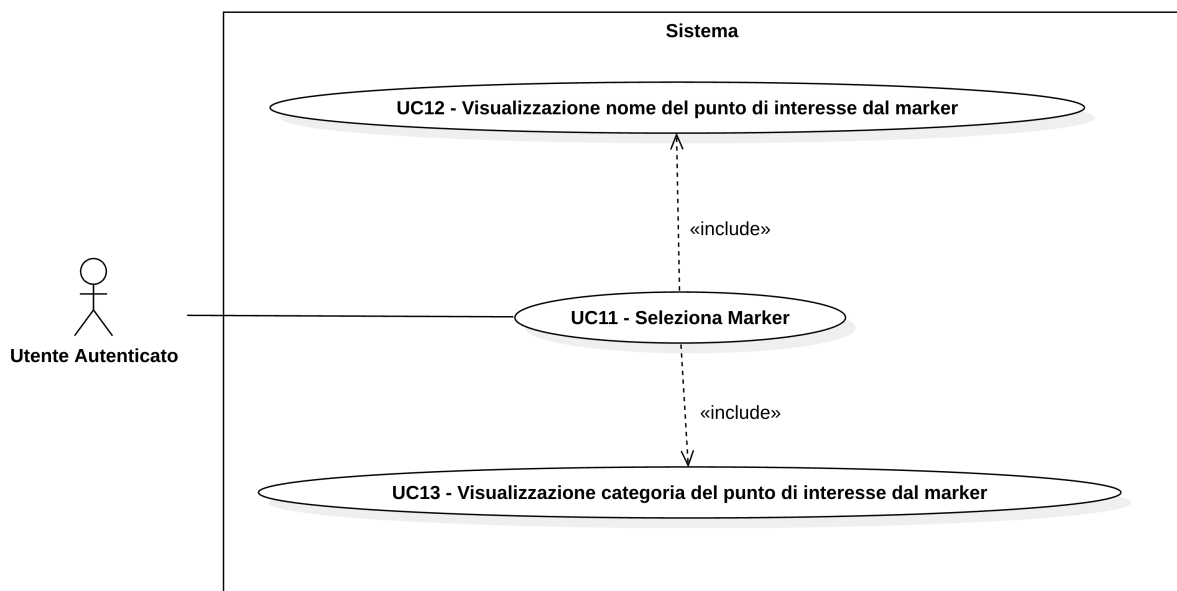 Sistema
UC12 - Visualizzazione nome del punto di interesse dal marker
«include»
UC11 - Seleziona Marker
Utente Autenticato
«include»
UC13 - Visualizzazione categoria del punto di interesse dal marker